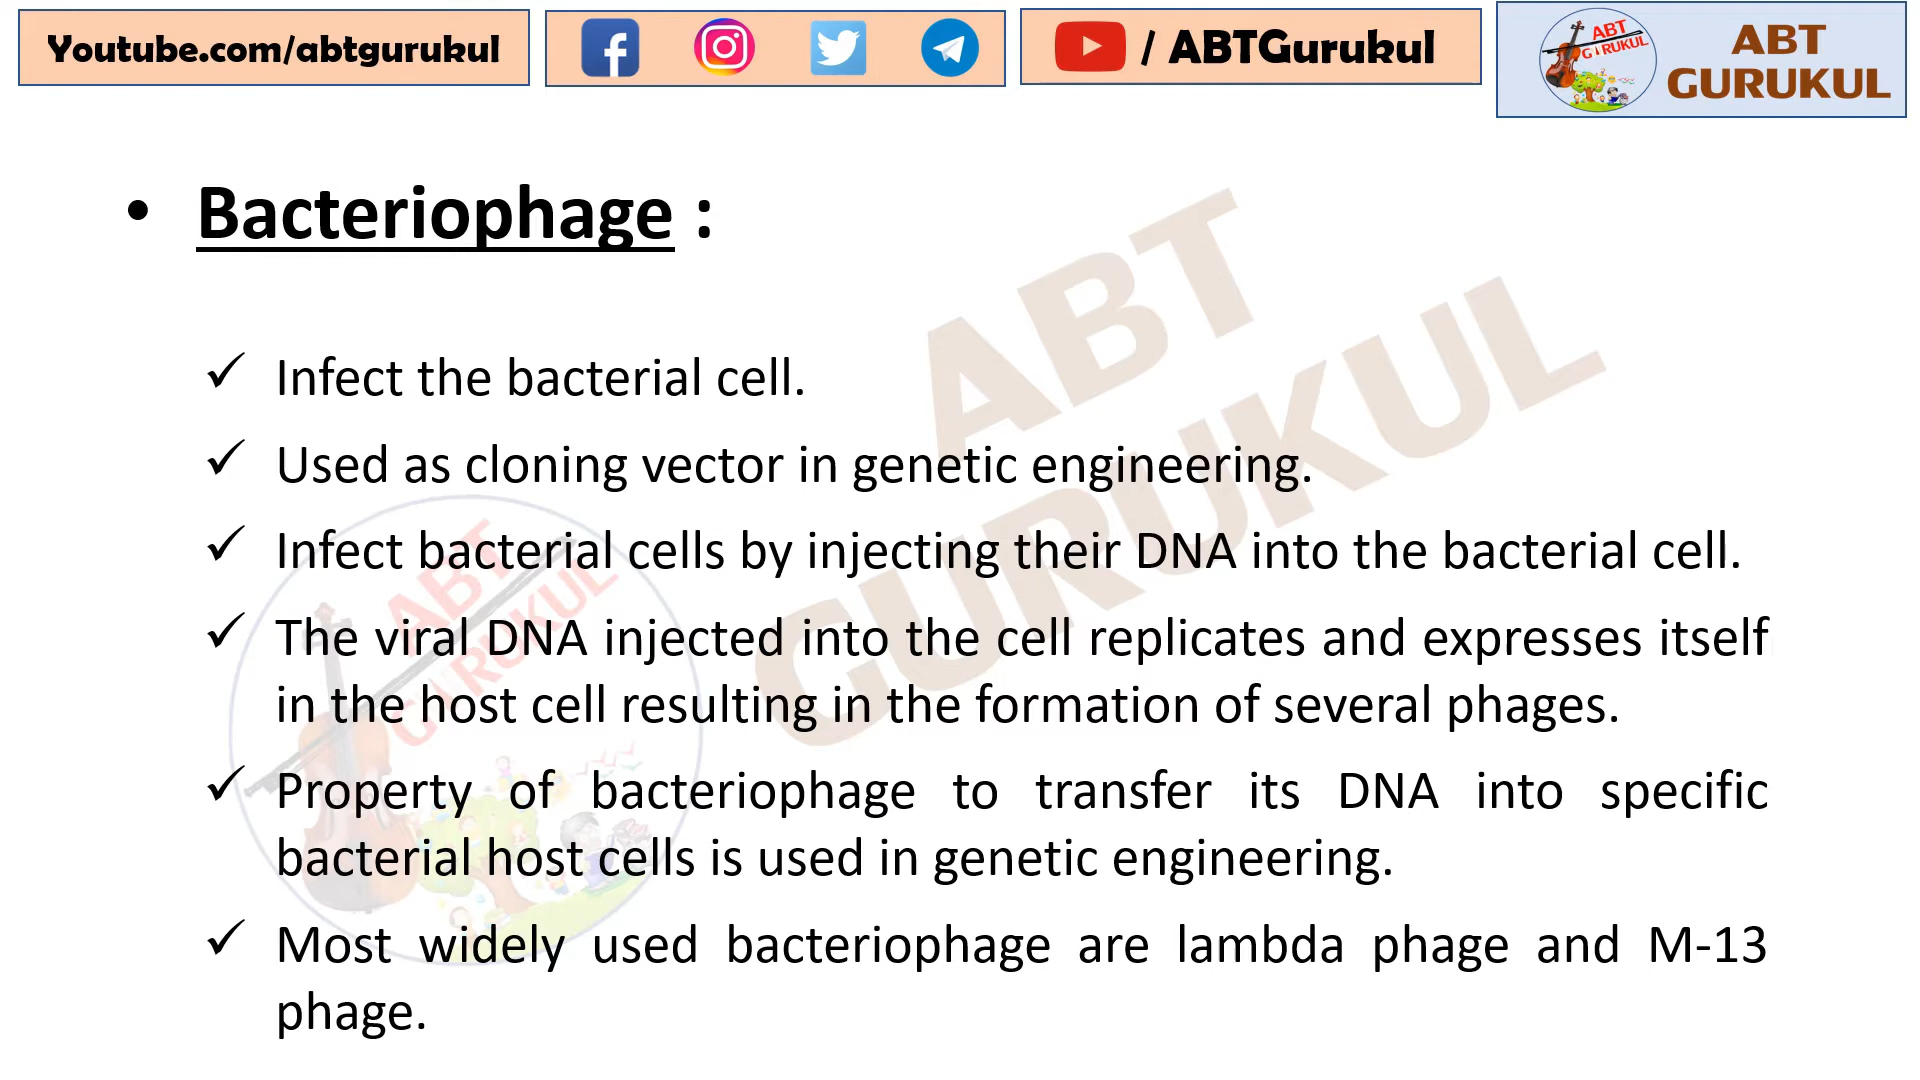 Youtube.com/abtgurukul
/ ABTGurukul
ABT
GURUKUL
ABT
GURUKUL
• Bacteriophage :
✓ Infect the bacterial cell.
✓ Used as cloning vector in genetic engineering.
✓ Infect bacterial cells by injecting their DNA into the bacterial cell.
✓ The viral DNA injected into the cell replicates and expresses itself
in the host cell resulting in the formation of several phages.
✓ Property of bacteriophage to transfer its DNA into specific
bacterial host cells is used in genetic engineering.
✓ Most widely used bacteriophage are lambda phage and M-13
phage.
ABT
GURUKUL
ABT
GURUKUL